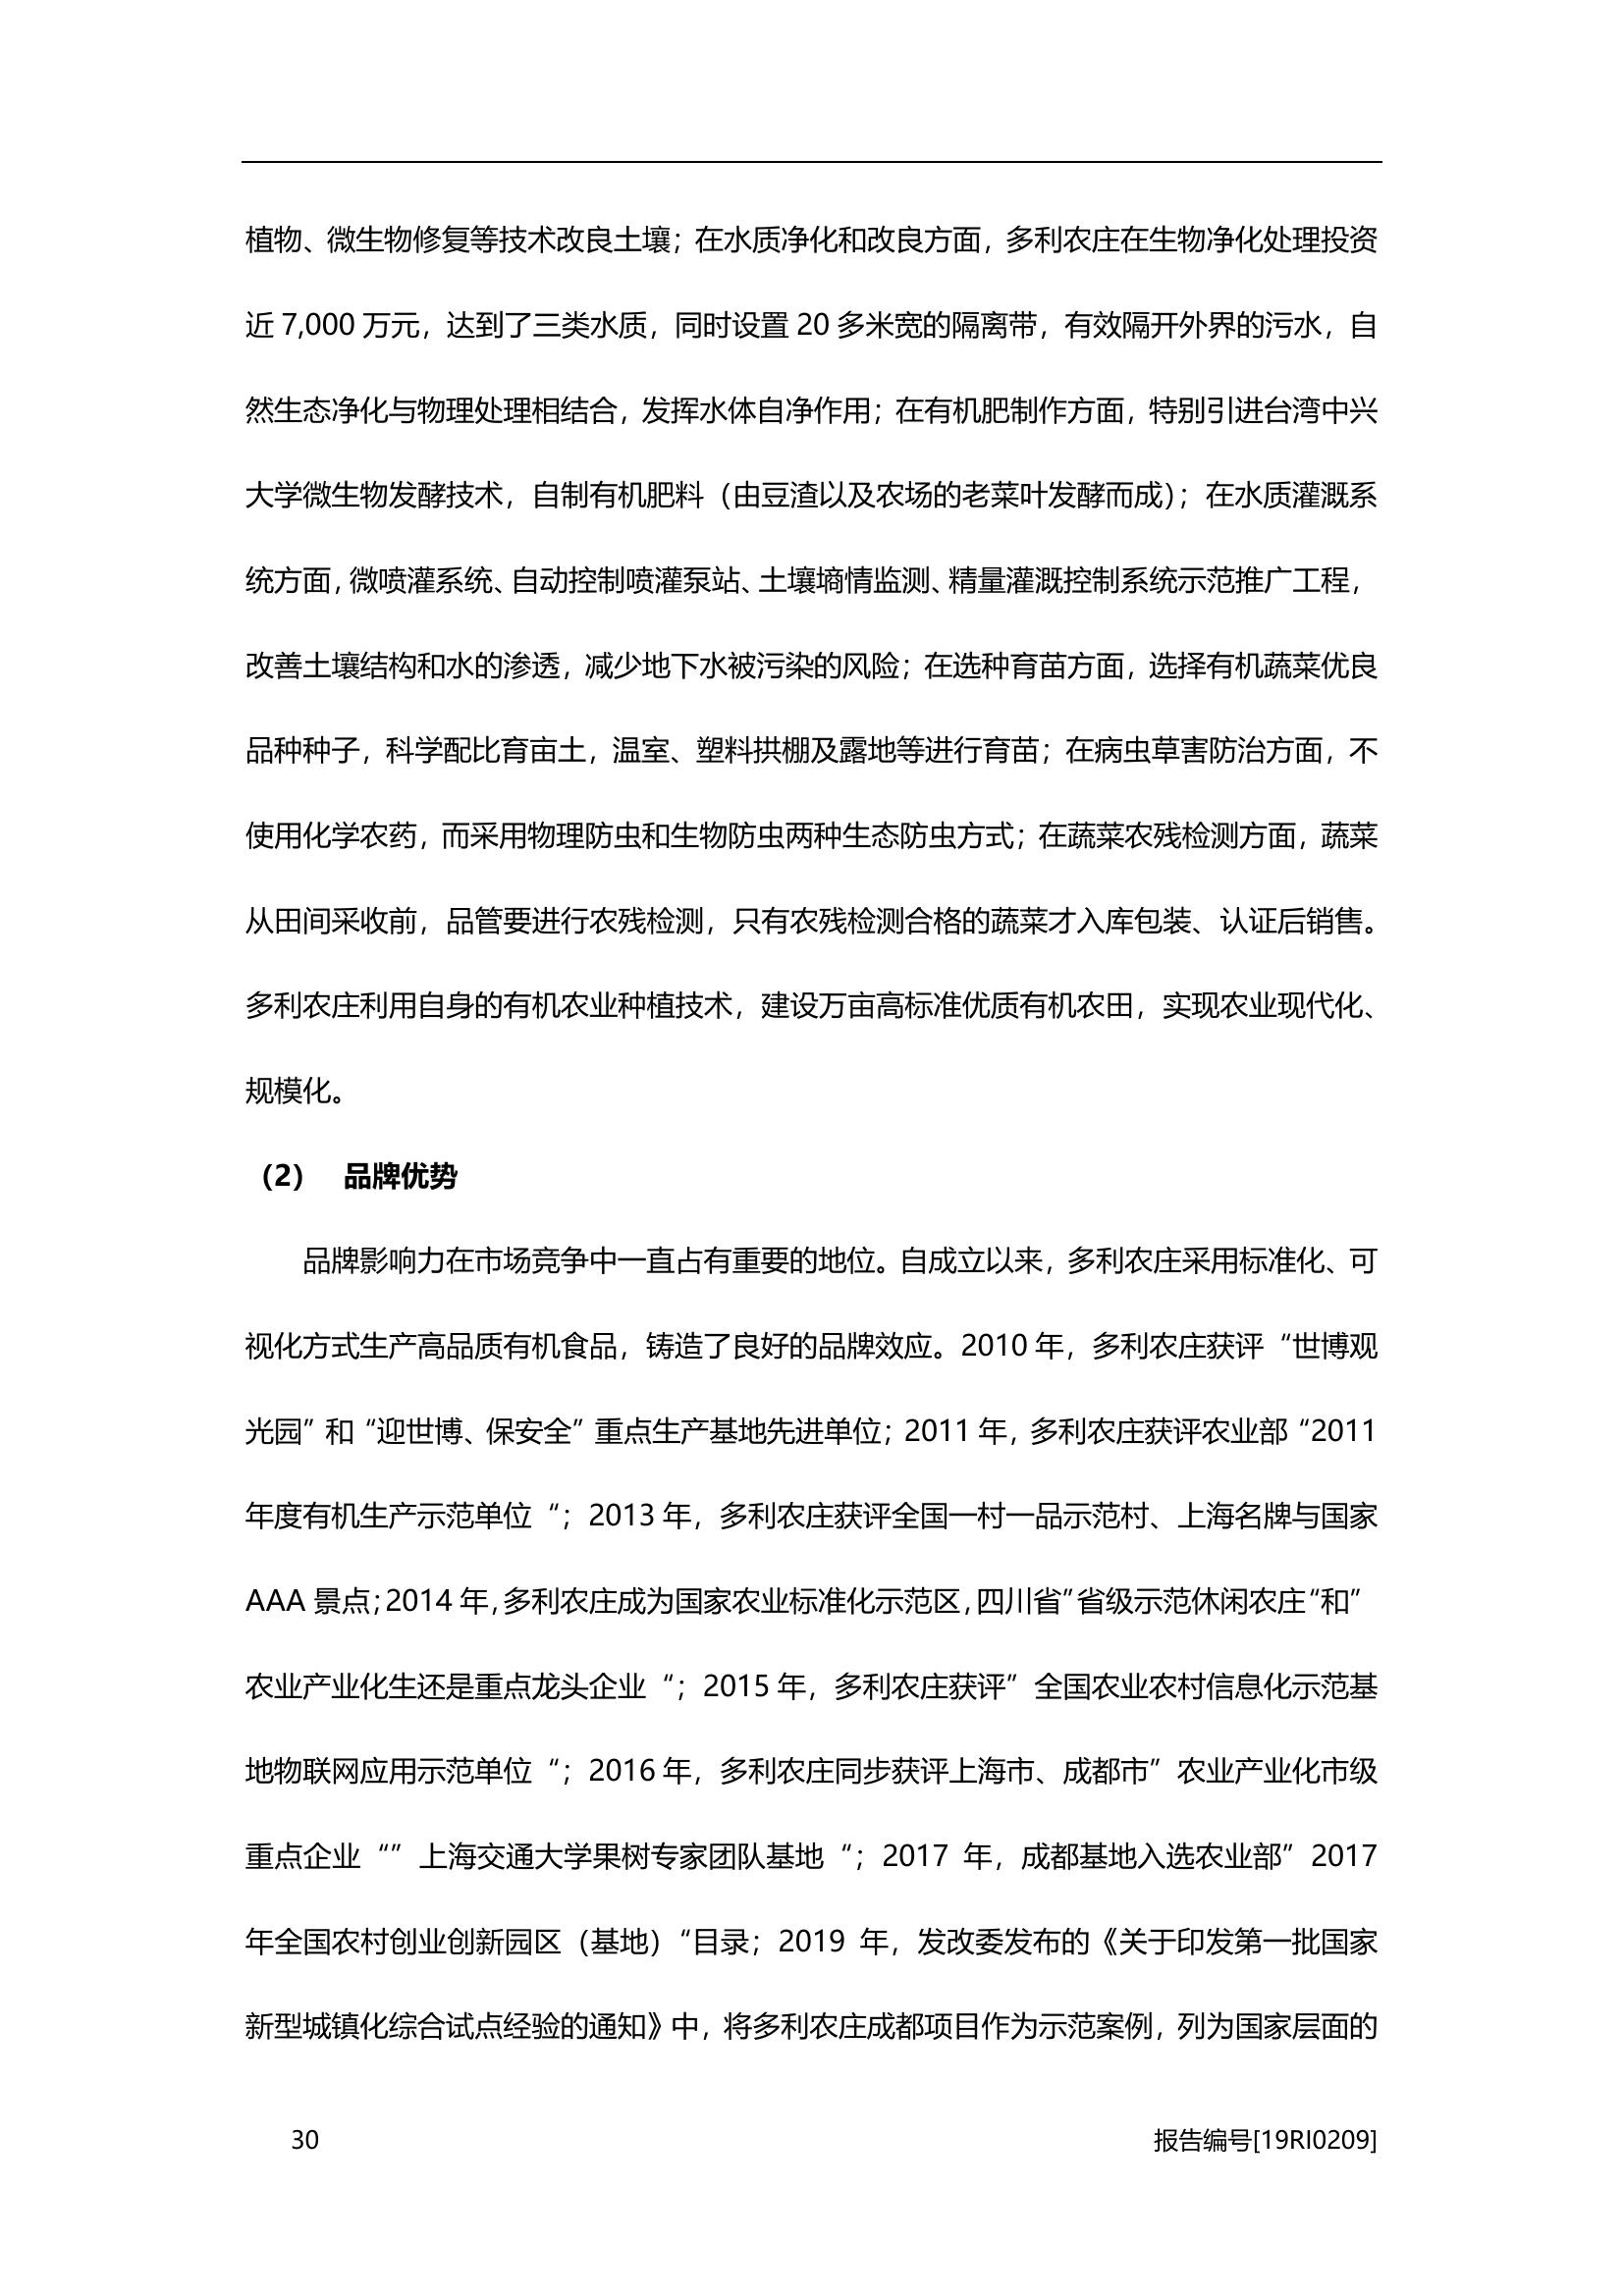 植物、微生物修复等技术改良土壤；在水质净化和改良方面，多利农庄在生物净化处理投资
近 7,000 万元，达到了三类水质，同时设置 20 多米宽的隔离带，有效隔开外界的污水，自
然生态净化与物理处理相结合，发挥水体自净作用；在有机肥制作方面，特别引进台湾中兴
大学微生物发酵技术，自制有机肥料（由豆渣以及农场的老菜叶发酵而成）；在水质灌溉系
统方面，微喷灌系统、自动控制喷灌泵站、土壤墒情监测、精量灌溉控制系统示范推广工程，
改善土壤结构和水的渗透，减少地下水被污染的风险；在选种育苗方面，选择有机蔬菜优良
品种种子，科学配比育亩土，温室、塑料拱棚及露地等进行育苗；在病虫草害防治方面，不
使用化学农药，而采用物理防虫和生物防虫两种生态防虫方式；在蔬菜农残检测方面，蔬菜
从田间采收前，品管要进行农残检测，只有农残检测合格的蔬菜才入库包装、认证后销售。
多利农庄利用自身的有机农业种植技术，建设万亩高标准优质有机农田，实现农业现代化、
规模化。
（2） 品牌优势
品牌影响力在市场竞争中一直占有重要的地位。自成立以来，多利农庄采用标准化、可
视化方式生产高品质有机食品，铸造了良好的品牌效应。2010 年，多利农庄获评“世博观
光园”和“迎世博、保安全”重点生产基地先进单位；2011 年，多利农庄获评农业部“2011
年度有机生产示范单位“；2013 年，多利农庄获评全国一村一品示范村、上海名牌与国家
AAA 景点；2014 年，多利农庄成为国家农业标准化示范区，四川省”省级示范休闲农庄“和”
农业产业化生还是重点龙头企业“；2015 年，多利农庄获评”全国农业农村信息化示范基
地物联网应用示范单位“；2016 年，多利农庄同步获评上海市、成都市”农业产业化市级
重点企业“”上海交通大学果树专家团队基地“；2017 年，成都基地入选农业部”2017
年全国农村创业创新园区（基地）“目录；2019 年，发改委发布的《关于印发第一批国家
新型城镇化综合试点经验的通知》中，将多利农庄成都项目作为示范案例，列为国家层面的
30 报告编号[19RI0209]